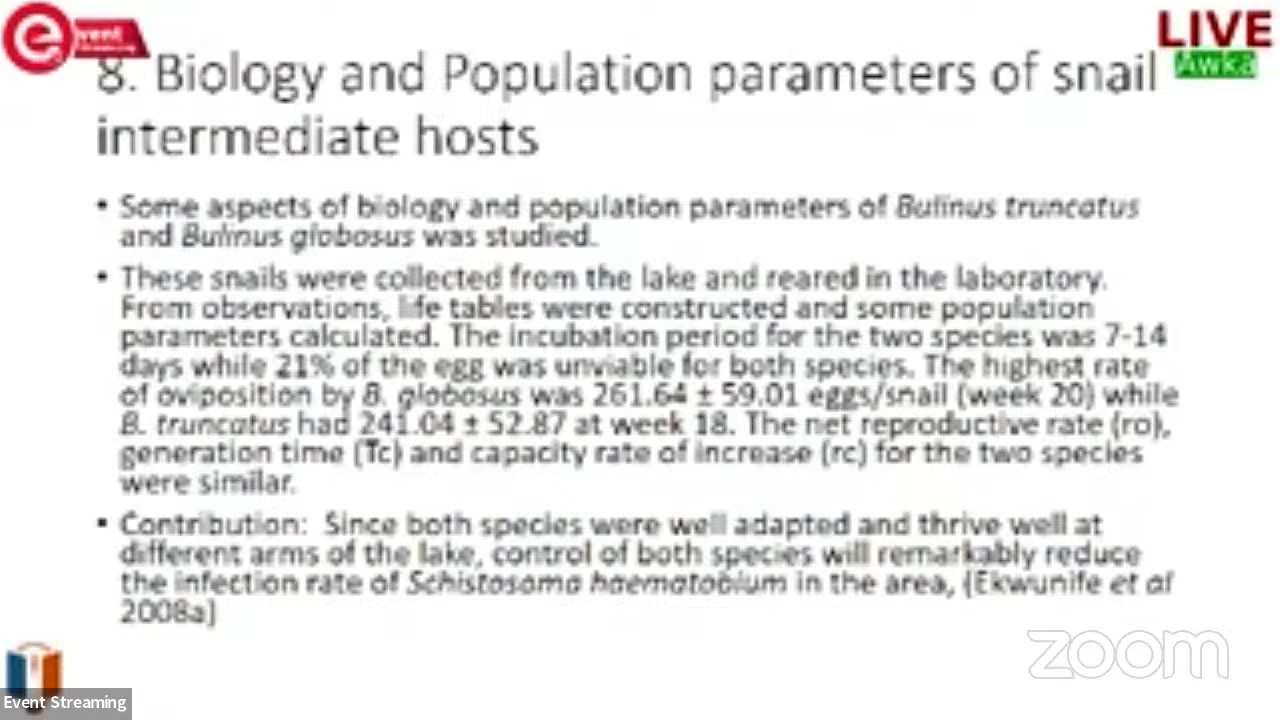 event
Streaming
LIVE
Awka
8. Biology and Population parameters of snail
intermediate hosts
• Some aspects of biology and population parameters of Bulinus truncatus
and Bulinus globosus was studied.
• These snails were collected from the lake and reared in the laboratory.
From observations, life tables were constructed and some population
parameters calculated. The incubation period for the two species was 7-14
days while 21% of the egg was unviable for both species. The highest rate
of oviposition by B. globosus was 261.64 ± 59.01 eggs/snail (week 20) while
B. truncatus had 241.04 ± 52.87 at week 18. The net reproductive rate (ro),
generation time (Tc) and capacity rate of increase (rc) for the two species
were similar.
• Contribution: Since both species were well adapted and thrive well at
different arms of the lake, control of both species will remarkably reduce
the infection rate of Schistosoma haematobium in the area, (Ekwunife et al
2008a)
zoom
Event Streaming